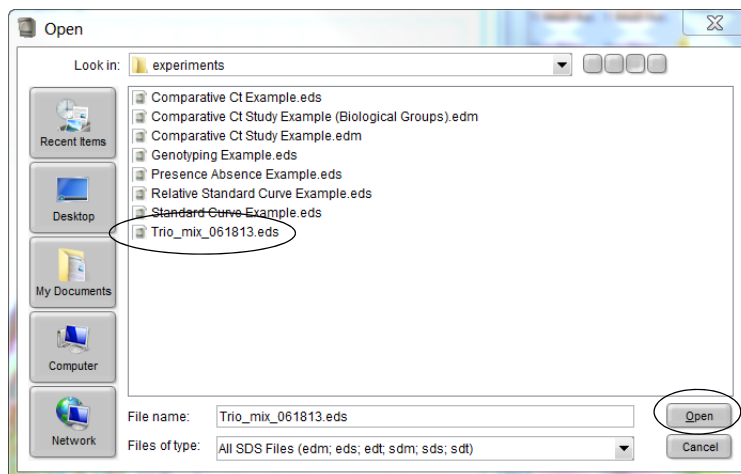 Open
Look in: experiments
Recent Items
Desktop
My Documents
Computer
Network
Comparative Ct Example.eds
Comparative Ct Study Example (Biological Groups).edm
Comparative Ct Study Example.edm
Genotyping Example.eds
Presence Absence Example.eds
Relative Standard Curve Example.eds
Standard Curve Example.eds
Trio_mix_061813.eds
File name: Trio_mix_061813.eds Open
Files of type: All SDS Files (edm; eds; edt; sdm; sds; sdt) Cancel